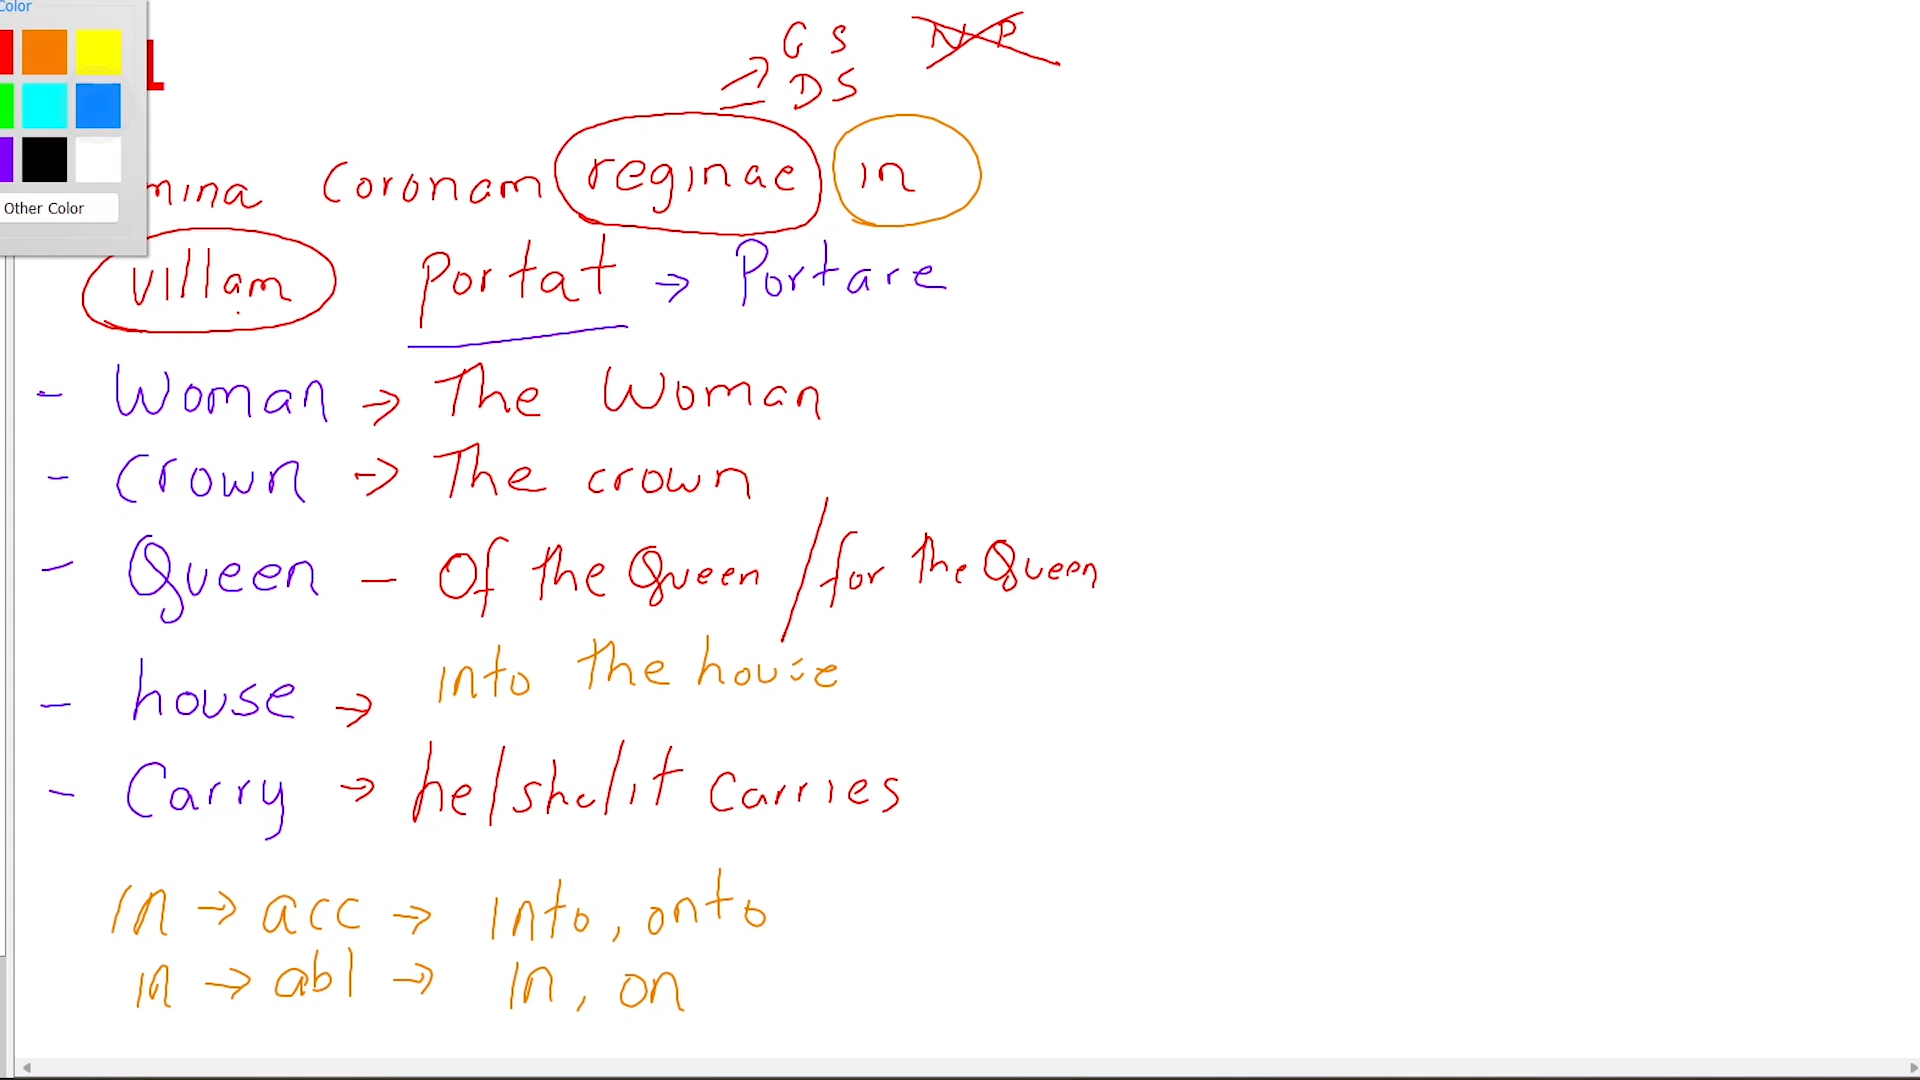 Color
G S N P
→ D S
1
mina Coronam reginae in
villam portat → Portare
Other Color
- Woman → The Woman
- Crown → The crown
- Queen - Of the Queen / for the Queen
- house → into the house
- Carry → he/she/it Carries
in → acc → into, onto
in → abl → in, on